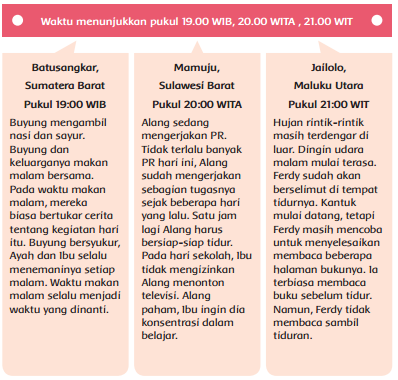 Waktu menunjukkan pukul 19.00 WIB, 20.00 WITA , 21.00 WIT
Batusangkar,
Sumatera Barat
Pukul 19:00 WIB
Buyung mengambil
nasi dan sayur.
Buyung dan
keluarganya makan
malam bersama.
Pada waktu makan
malam, mereka
biasa bertukar cerita
tentang kegiatan hari
itu. Buyung bersyukur,
Ayah dan Ibu selalu
menemaninya setiap
malam. Waktu makan
malam selalu menjadi
waktu yang dinanti.
Mamuju,
Sulawesi Barat
Pukul 20:00 WITA
Alang sedang
mengerjakan PR.
Tidak terlalu banyak
PR hari ini, Alang
sudah mengerjakan
sebagian tugasnya
sejak beberapa hari
yang lalu. Satu jam
lagi Alang harus
bersiap-siap tidur.
Pada hari sekolah, Ibu
tidak mengizinkan
Alang menonton
televisi. Alang
paham, Ibu ingin dia
konsentrasi dalam
belajar.
Jailolo,
Maluku Utara
Pukul 21:00 WIT
Hujan rintik-rintik
masih terdengar di
luar. Dingin udara
malam mulai terasa.
Ferdy sudah akan
berselimut di tempat
tidurnya. Kantuk
mulai datang, tetapi
Ferdy masih mencoba
untuk menyelesaikan
membaca beberapa
halaman bukunya. Ia
terbiasa membaca
buku sebelum tidur.
Namun, Ferdy tidak
membaca sambil
tiduran.